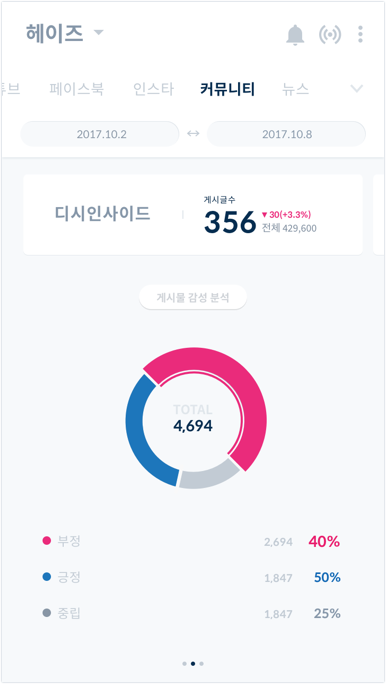 헤이즈
튜브 페이스북 인스타 커뮤니티 뉴스
2017.10.2 ↔ 2017.10.8
디시인사이드
게시글수
356 ▼30(+3.3%)
전체 429,600
게시물 감성 분석
TOTAL
4,694
부정 2,694 40%
긍정 1,847 50%
중립 1,847 25%